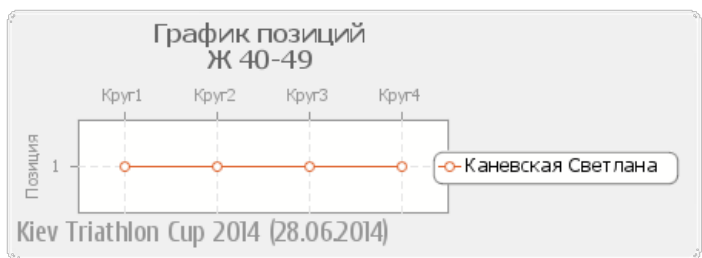 График позиций
Ж 40-49
Круг1 Круг2 Круг3 Круг4
Позиция
1
Каневская Светлана
Kiev Triathlon Cup 2014 (28.06.2014)